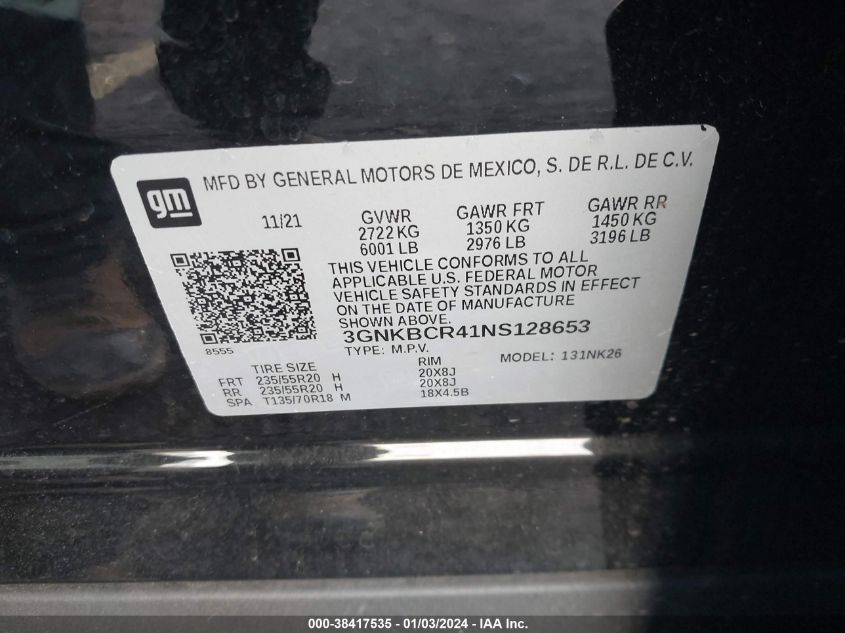 gm
MFD BY GENERAL MOTORS DE MEXICO, S. DE R.L. DE C.V.
11/21 GVWR GAWR FRT GAWR RR
2722 KG 1350 KG 1450 KG
6001 LB 2976 LB 3196 LB
THIS VEHICLE CONFORMS TO ALL
APPLICABLE U.S. FEDERAL MOTOR
VEHICLE SAFETY STANDARDS IN EFFECT
ON THE DATE OF MANUFACTURE
SHOWN ABOVE.
3GNKBCR41NS128653
8555
TYPE: M.P.V. MODEL: 131NK26
TIRE SIZE RIM
FRT 235/55R20 H 20X8J
RR 235/55R20 H 20X8J
SPA T135/70R18 M 18X4.5B
000-38417535 - 01/03/2024 - IAA Inc.